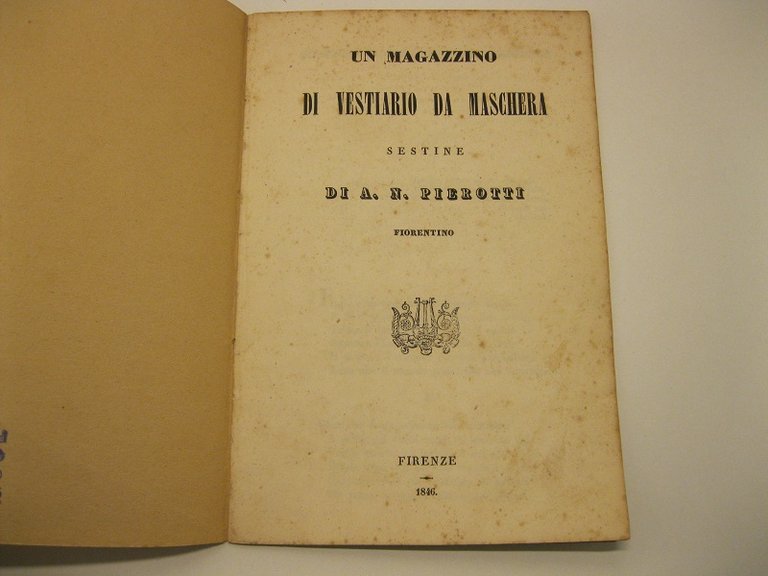 UN MAGAZZINO
DI VESTIARIO DA MASCHERA
SESTINE
DI A. N. PIEROTTI
FIORENTINO
FIRENZE
1846.